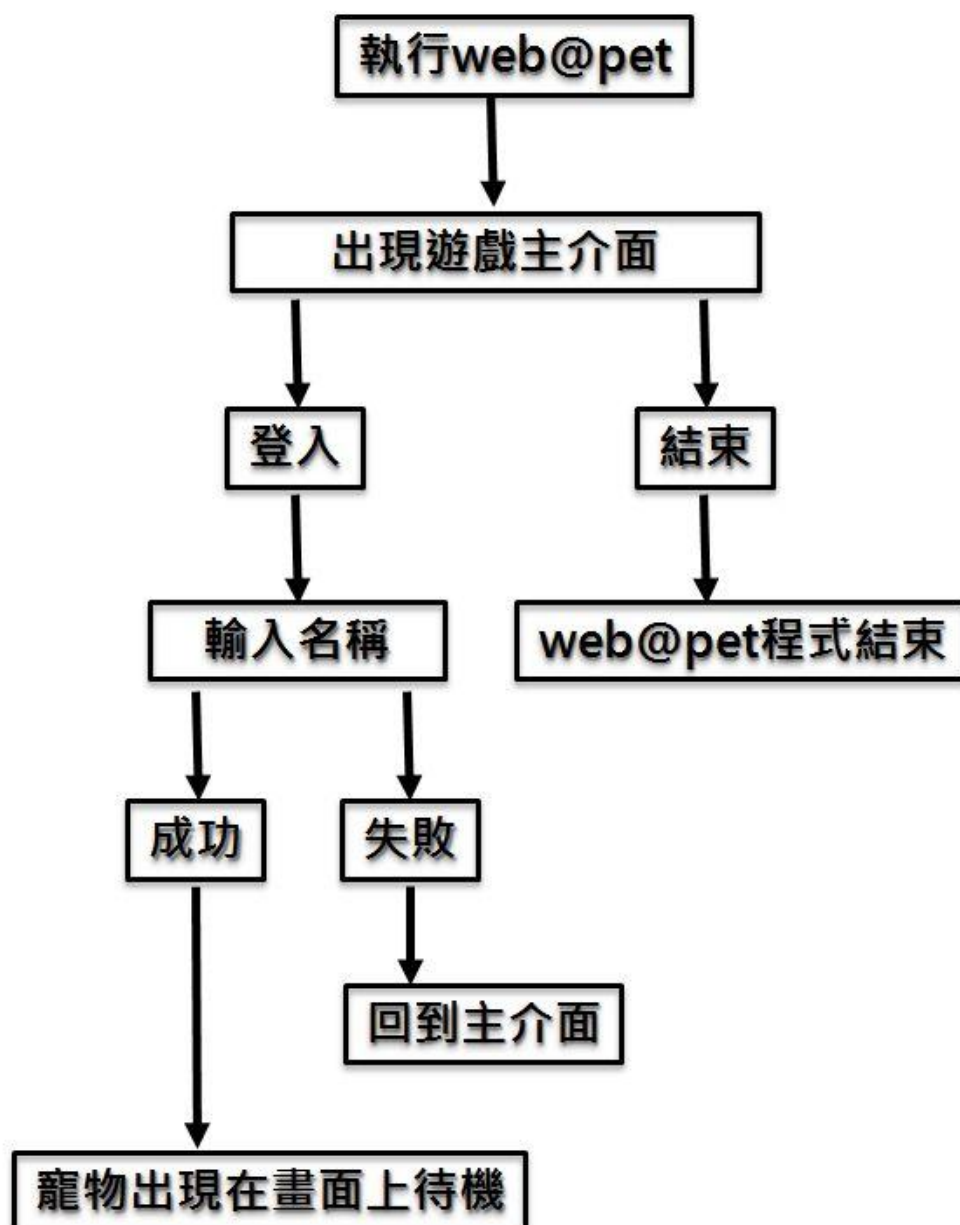 執行web@pet
出現遊戲主介面
登入
結束
輸入名稱
web@pet程式結束
成功
失敗
回到主介面
寵物出現在畫面上待機